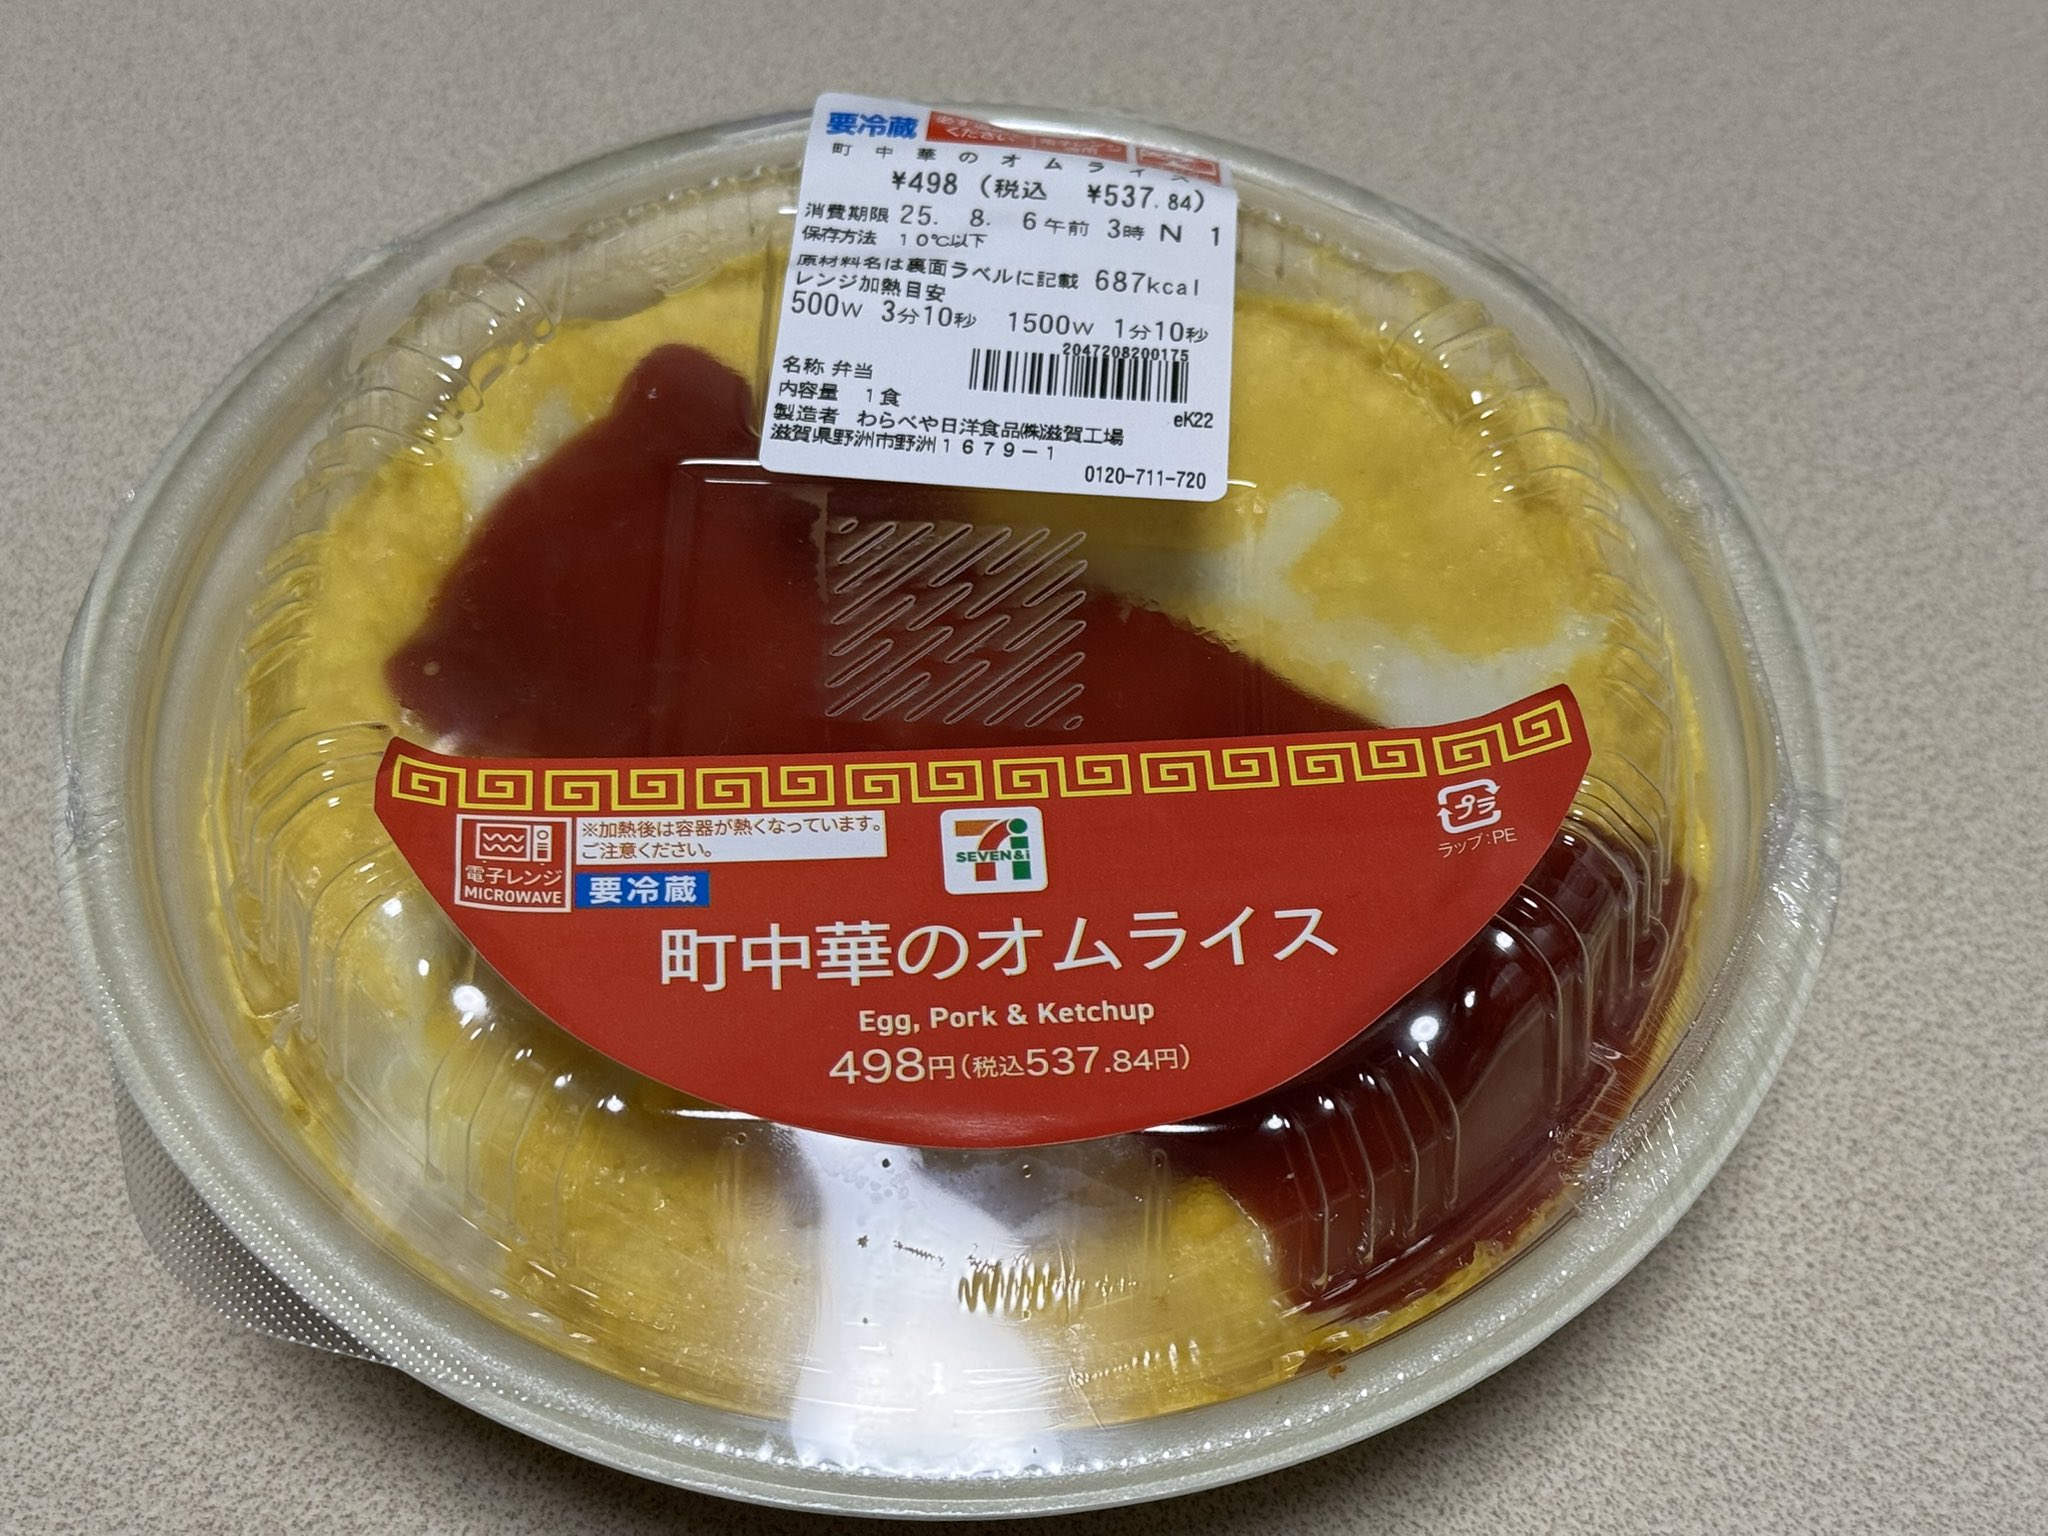 要冷蔵
ください
町中華のオムライス
¥498(税込 ¥537.84)
消費期限 25. 8. 6午前 3時 N 1
保存方法 10℃以下
原材料名は裏面ラベルに記載 687kcal
レンジ加熱目安
500W 3分10秒 1500W 1分10秒
2047208200175
名称 弁当
内容量 1食
eK22
製造者 わらべや日洋食品㈱滋賀工場
滋賀県野洲市野洲1679-1
0120-711-720
※加熱後は容器が熱くなっています。
ご注意ください。
電子レンジ
MICROWAVE
要冷蔵
SEVEN&i
プラ
ラップ:PE
町中華のオムライス
Egg, Pork & Ketchup
498円(税込537.84円)